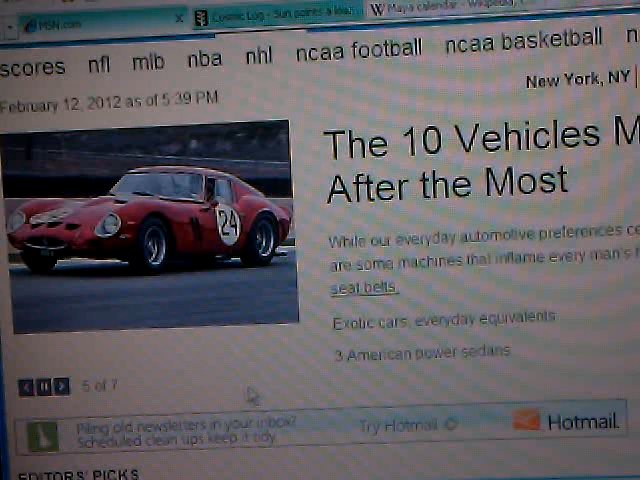 MSN.com
Cosmic Log - Sun points a
Maya calendar - Wikipedia, t
scores nfl mlb nba nhl ncaa football ncaa basketball n
New York, NY |
February 12, 2012 as of 5:39 PM
The 10 Vehicles M
After the Most
24
While our everyday automotive preferences ce
are some machines that inflame every man's
seat belts.
Exotic cars, everyday equivalents
3 American power sedans
5 of 7
Piling old newsletters in your inbox?
Scheduled clean ups keep it tidy.
Try Hotmail
Hotmail.
EDITORS' PICKS